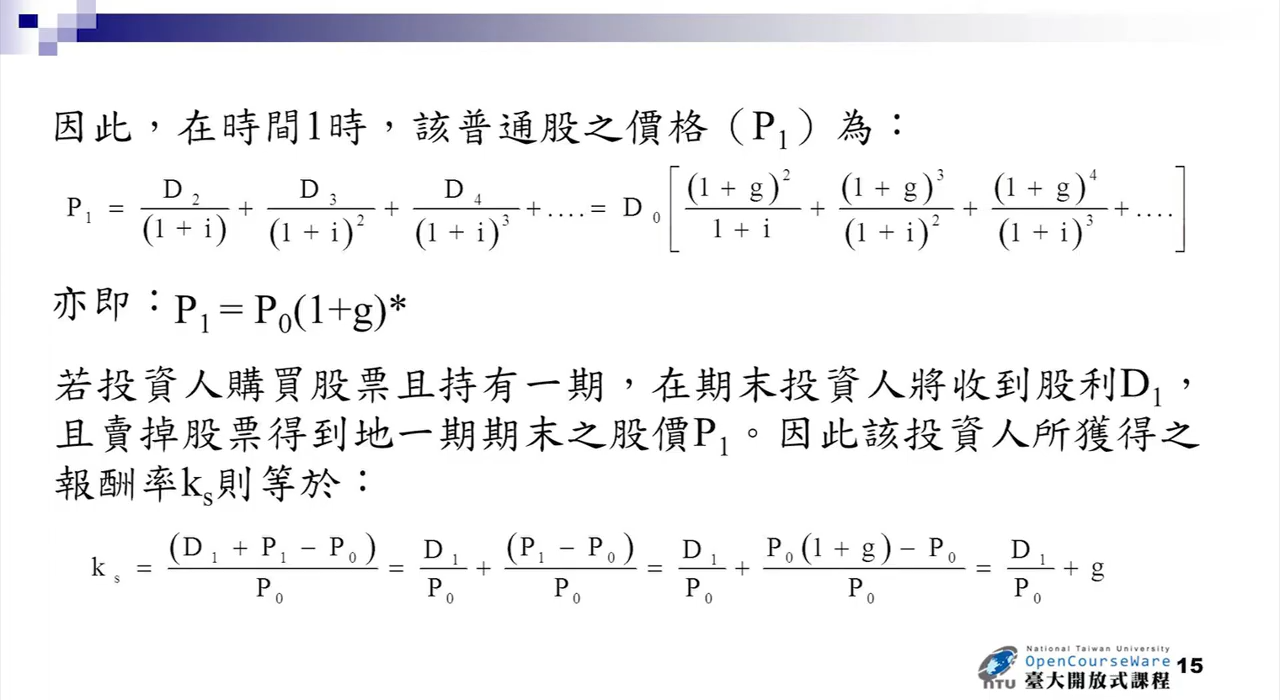 因此，在時間1時，該普通股之價格（P₁）為：
P₁ = D₂/(1 + i) + D₃/(1 + i)² + D₄/(1 + i)³ +....= D₀[(1 + g)²/(1 + i) + (1 + g)³/(1 + i)² + (1 + g)⁴/(1 + i)³ +....]
亦即：P₁ = P₀(1+g)*
若投資人購買股票且持有一期，在期末投資人將收到股利D₁，
且賣掉股票得到地一期期末之股價P₁。因此該投資人所獲得之
報酬率kₛ則等於：
kₛ = (D₁ + P₁ − P₀)/P₀ = D₁/P₀ + (P₁ − P₀)/P₀ = D₁/P₀ + (P₀(1 + g) − P₀)/P₀ = D₁/P₀ + g
National Taiwan University
OpenCourseWare
臺大開放式課程
NTU
15